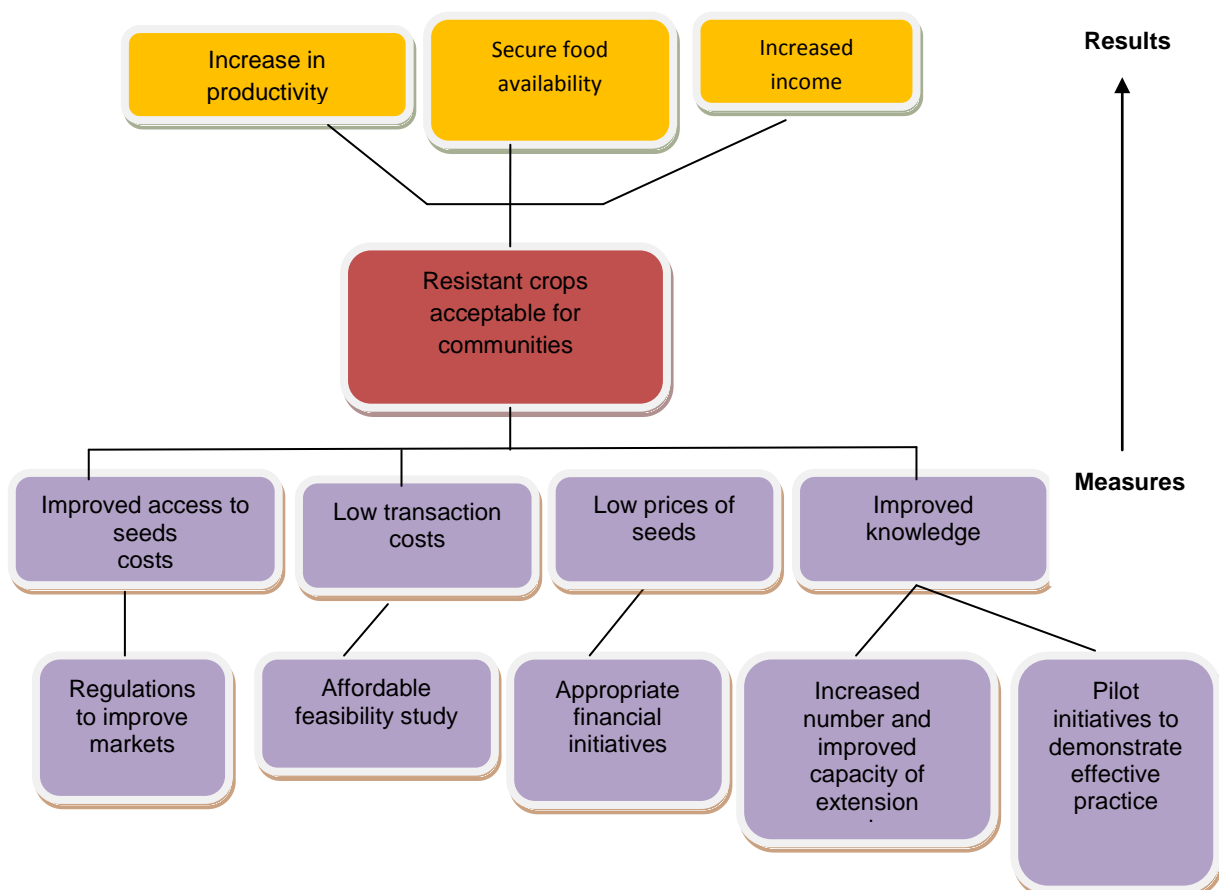 Increase in
productivity
Secure food
availability
Increased
income
Results
Resistant crops
acceptable for
communities
Measures
Improved access to
seeds
costs
Low transaction
costs
Low prices of
seeds
Improved
knowledge
Regulations
to improve
markets
Affordable
feasibility study
Appropriate
financial
initiatives
Increased
number and
improved
capacity of
extension
Pilot
initiatives to
demonstrate
effective
practice